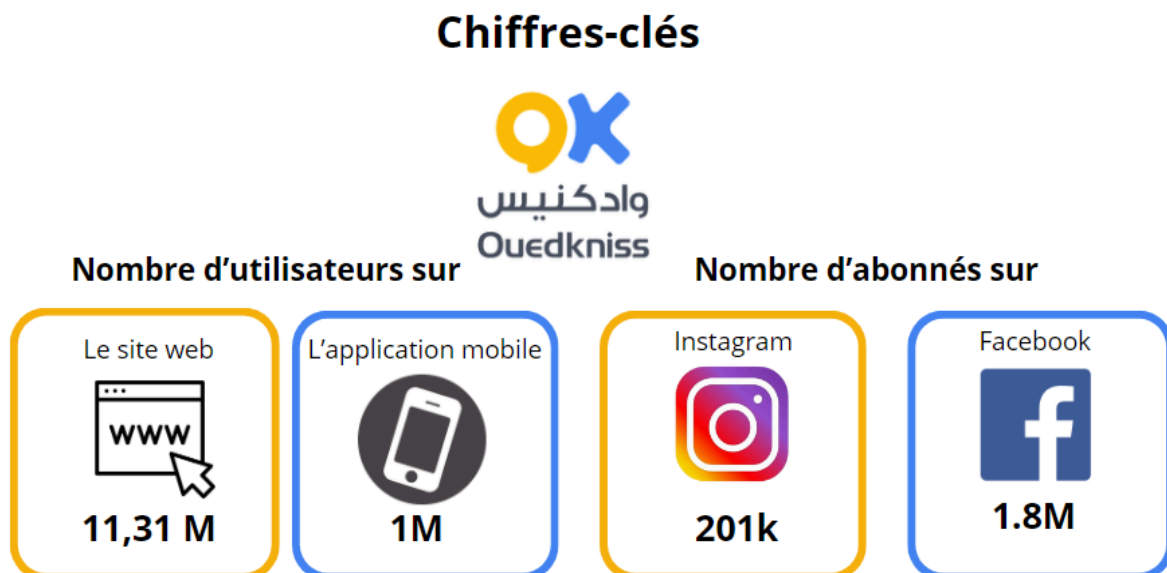 Chiffres-clés
وادكنيس
Ouedkniss
Nombre d’utilisateurs sur
Le site web
www
11,31 M
L’application mobile
1M
Nombre d’abonnés sur
Instagram
201k
Facebook
f
1.8M